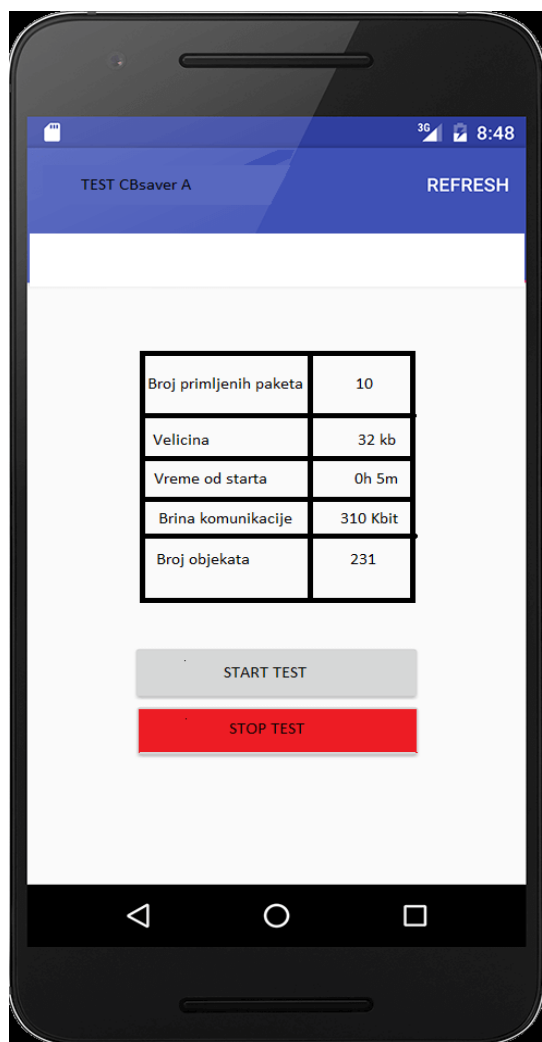 3G 8:48
TEST CBsaver A REFRESH
Broj primljenih paketa 10
Velicina 32 kb
Vreme od starta 0h 5m
Brina komunikacije 310 Kbit
Broj objekata 231
START TEST
STOP TEST